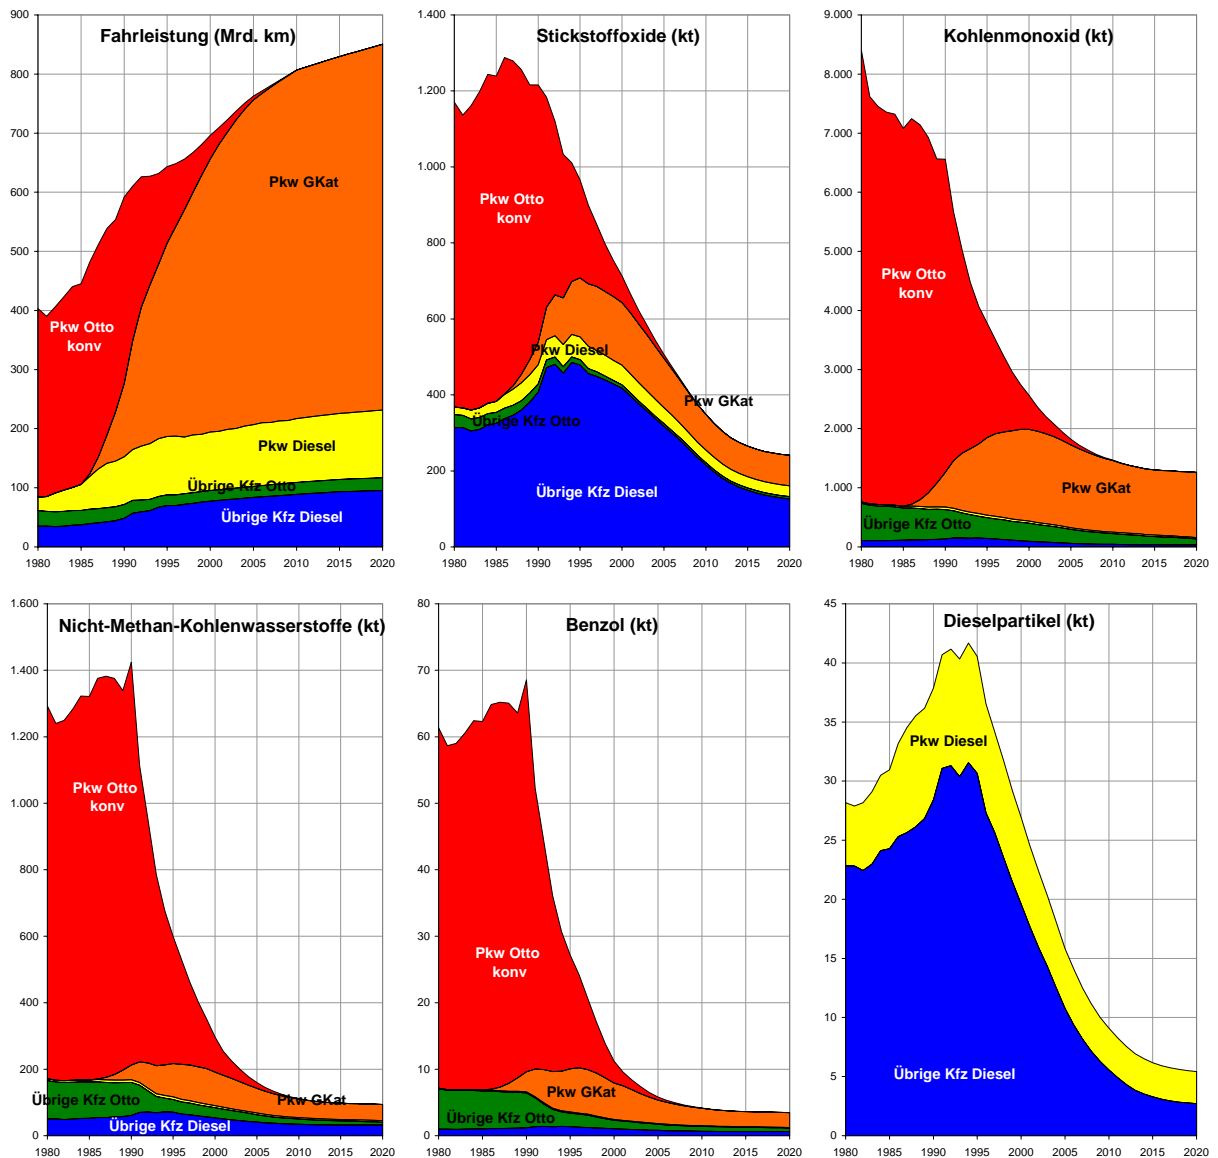 Fahrleistung (Mrd. km)
900
800
700
600
500
400
300
200
100
0
1980 1985 1990 1995 2000 2005 2010 2015 2020
Pkw GKat
Pkw Otto
konv
Pkw Diesel
Übrige Kfz Otto
Übrige Kfz Diesel
Stickstoffoxide (kt)
1.400
1.200
1.000
800
600
400
200
0
1980 1985 1990 1995 2000 2005 2010 2015 2020
Pkw Otto
konv
Pkw Diesel
Pkw GKat
Übrige Kfz Otto
Übrige Kfz Diesel
Kohlenmonoxid (kt)
9.000
8.000
7.000
6.000
5.000
4.000
3.000
2.000
1.000
0
1980 1985 1990 1995 2000 2005 2010 2015 2020
Pkw Otto
konv
Pkw GKat
Übrige Kfz Otto
Nicht-Methan-Kohlenwasserstoffe (kt)
1.600
1.400
1.200
1.000
800
600
400
200
0
1980 1985 1990 1995 2000 2005 2010 2015 2020
Pkw Otto
konv
Übrige Kfz Otto
Pkw GKat
Übrige Kfz Diesel
Benzol (kt)
80
70
60
50
40
30
20
10
0
1980 1985 1990 1995 2000 2005 2010 2015 2020
Pkw Otto
konv
Pkw GKat
Übrige Kfz Otto
Dieselpartikel (kt)
45
40
35
30
25
20
15
10
5
0
1980 1985 1990 1995 2000 2005 2010 2015 2020
Pkw Diesel
Übrige Kfz Diesel